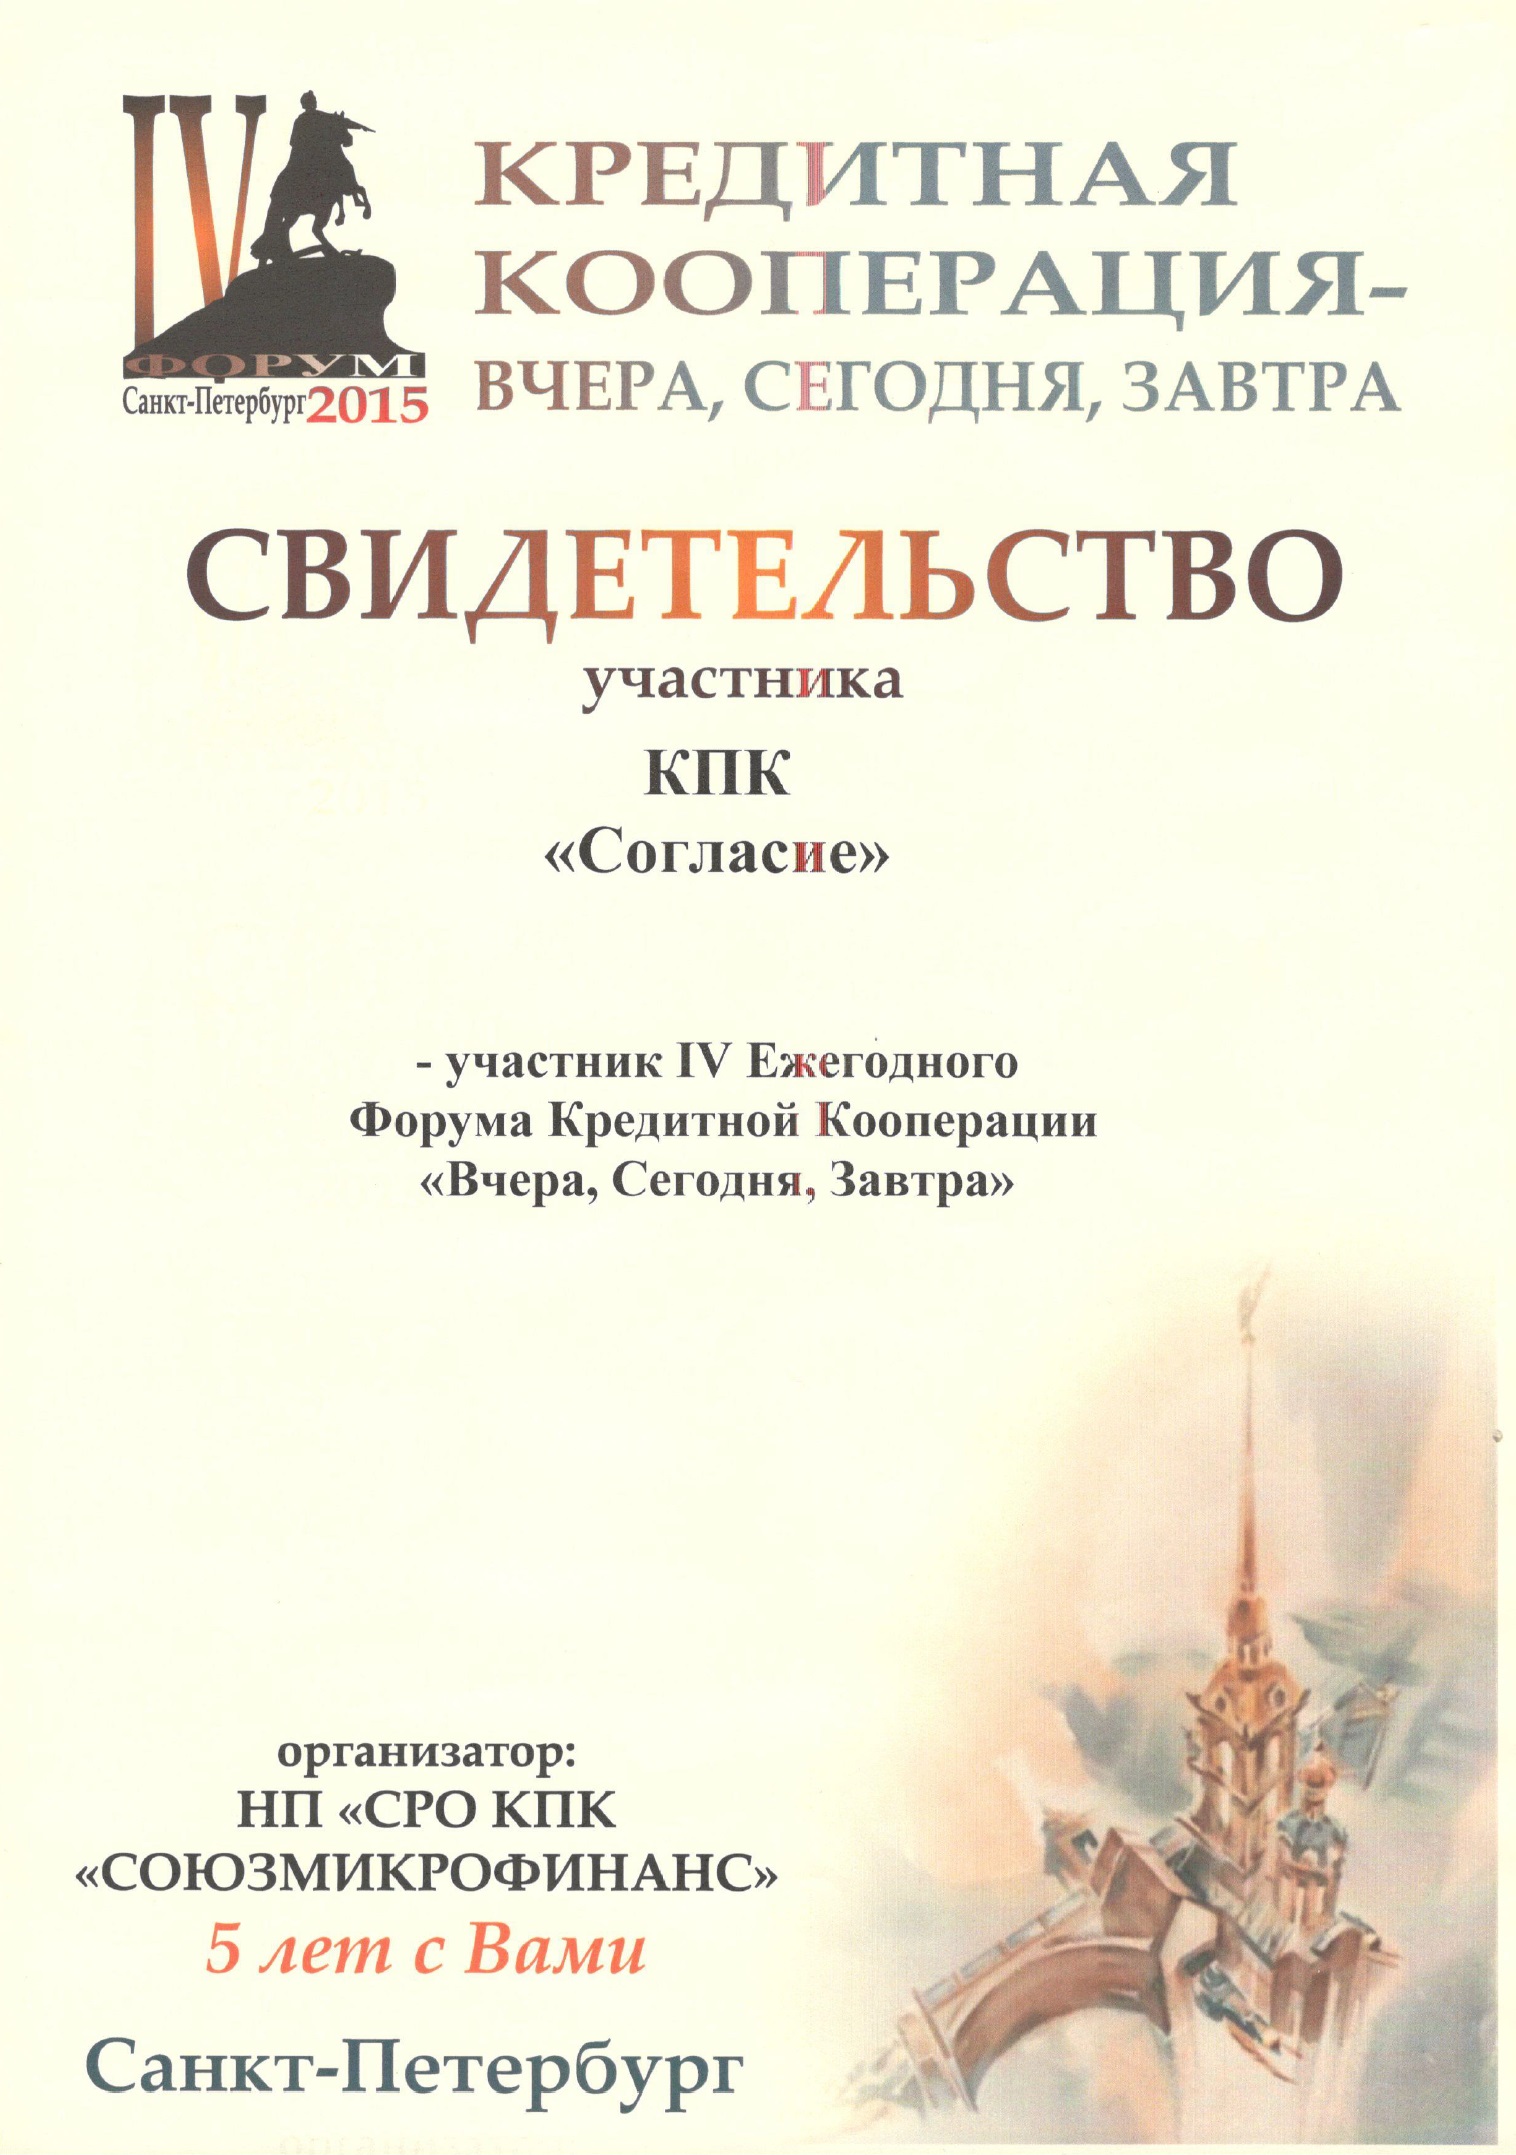 IV
ФОРУМ
Санкт-Петербург 2015
КРЕДИТНАЯ
КООПЕРАЦИЯ-
ВЧЕРА, СЕГОДНЯ, ЗАВТРА
СВИДЕТЕЛЬСТВО
участника
КПК
«Согласие»
- участник IV Ежегодного
Форума Кредитной Кооперации
«Вчера, Сегодня, Завтра»
организатор:
НП «СРО КПК
«СОЮЗМИКРОФИНАНС»
5 лет с Вами
Санкт-Петербург